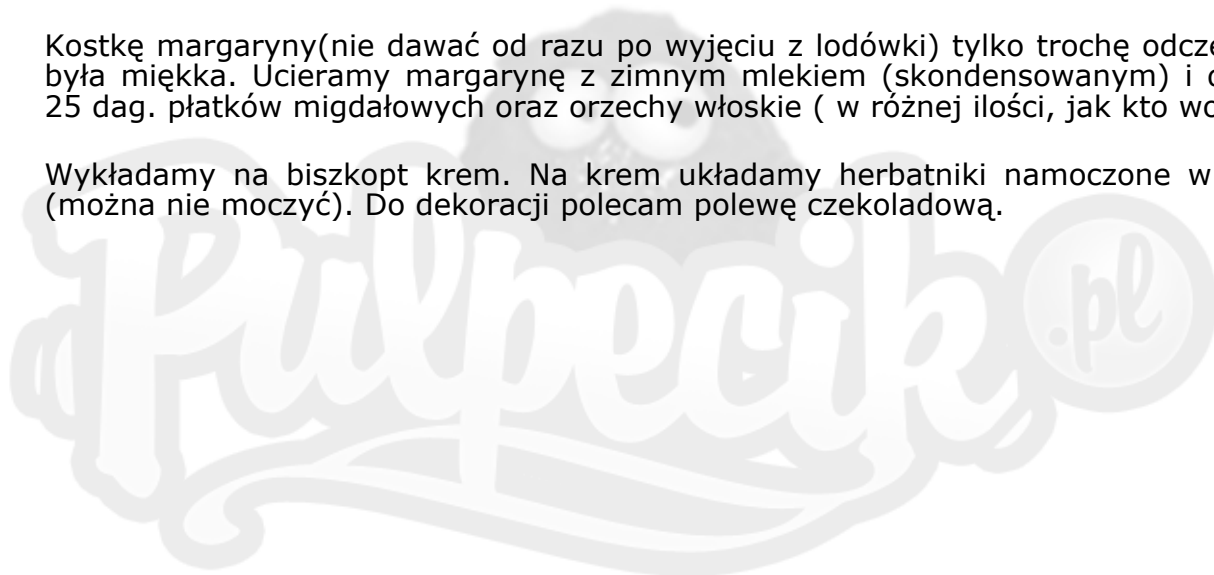 Kostkę margaryny(nie dawać od razu po wyjęciu z lodówki) tylko trochę
była miękka. Ucieramy margarynę z zimnym mlekiem (skondensowanym) i
25 dag. płatków migdałowych oraz orzechy włoskie ( w różnej ilości, jak kto
Wykładamy na biszkopt krem. Na krem układamy herbatniki namoczone w
(można nie moczyć). Do dekoracji polecam polewę czekoladową.
Pulpecik.pl